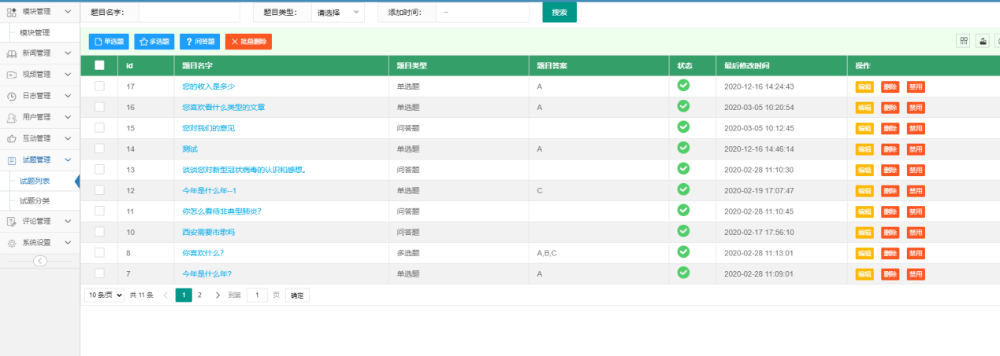 模块管理
模块管理
新闻管理
视频管理
日志管理
用户管理
互动管理
试题管理
试题列表
试题分类
评论管理
系统设置
题目名字: 题目类型: 请选择 添加时间: ~ 搜索
单选题 多选题 ? 问答题 批量删除
id 题目名字 题目类型 题目答案 状态 最后修改时间 操作
17 您的收入是多少 单选题 A 2020-12-16 14:24:43 编辑 删除 禁用
16 您喜欢看什么类型的文章 单选题 A 2020-03-05 10:20:54 编辑 删除 禁用
15 您对我们的意见 问答题 2020-03-05 10:12:45 编辑 删除 禁用
14 测试 单选题 A 2020-12-16 14:46:14 编辑 删除 禁用
13 谈谈您对新型冠状病毒的认识和感想。 问答题 2020-02-28 11:10:30 编辑 删除 禁用
12 今年是什么年--1 单选题 C 2020-02-19 17:07:47 编辑 删除 禁用
11 你怎么看待非典型肺炎? 问答题 2020-02-28 11:10:45 编辑 删除 禁用
10 西安需要市歌吗 问答题 2020-02-17 17:56:10 编辑 删除 禁用
8 你喜欢什么? 多选题 A,B,C 2020-02-28 11:13:01 编辑 删除 禁用
7 今年是什么年? 单选题 A 2020-02-28 11:09:01 编辑 删除 禁用
10 条/页 共 11 条 1 2 到第 1 页 确定